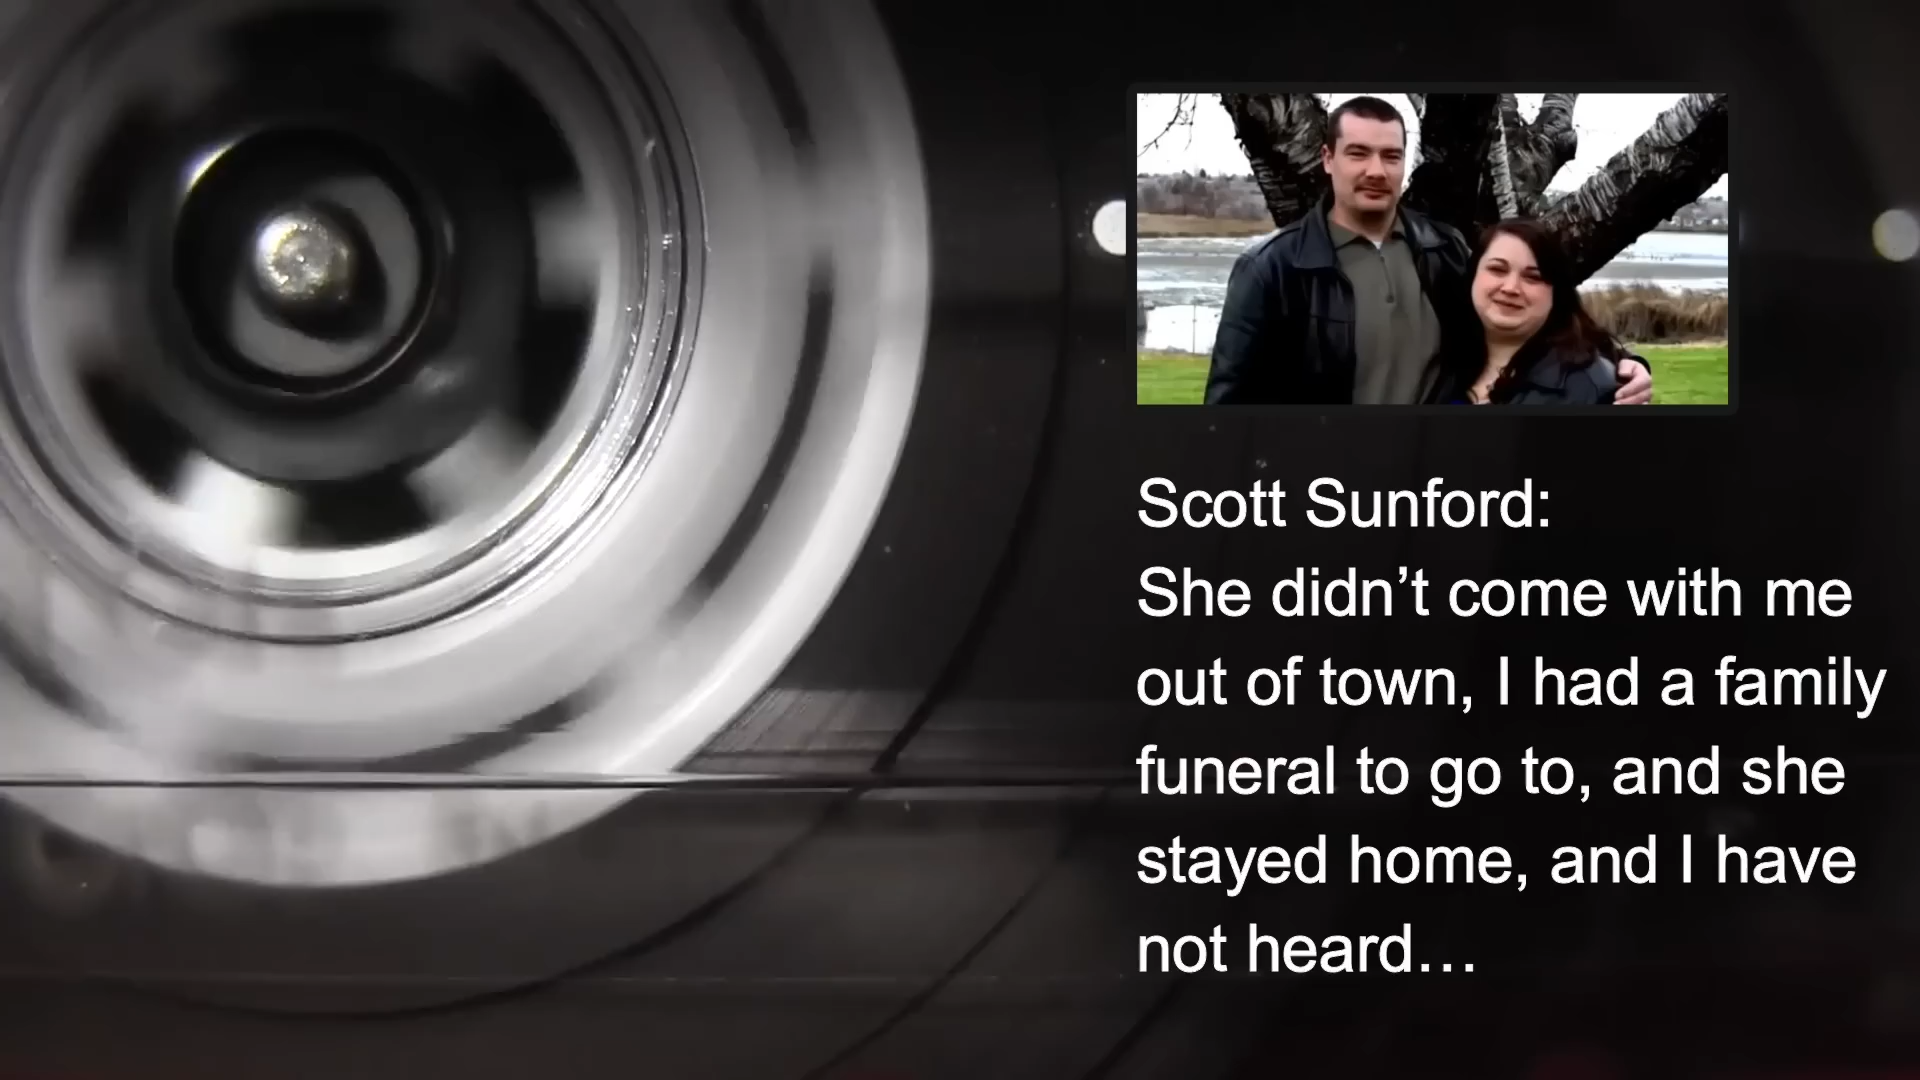 Scott Sunford:
She didn’t come with me
out of town, I had a family
funeral to go to, and she
stayed home, and I have
not heard…